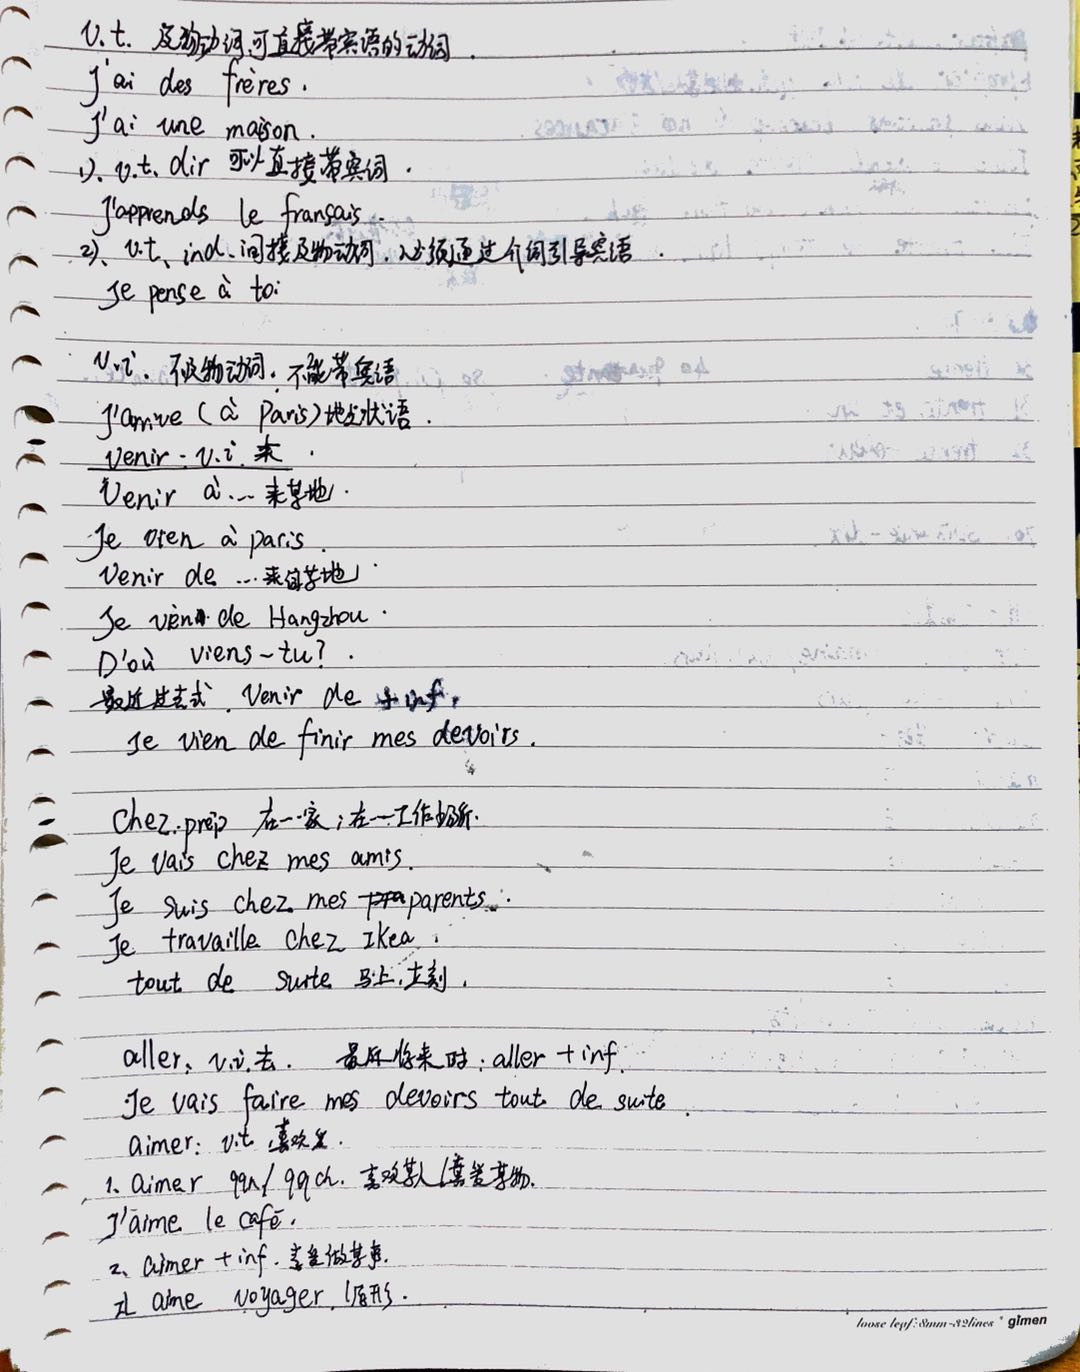 v.t. 及物动词,可直接带宾语的动词.
J'ai des frères.
J'ai une maison.
1)、v.t. dir 可以直接带宾词.
J'apprends le français.
2)、v.t. ind. 间接及物动词.必须通过介词引导宾语.
Je pense à toi
v.i. 不及物动词.不能带宾语
J'arrive (à Paris)地点状语.
venir : v.i. 来.
Venir à ... 来某地.
Je vien à paris.
Venir de ... 来自某地.
Je vien de Hangzhou.
D'où viens-tu?.
最近过去式. Venir de + inf.
Je vien de finir mes devoirs.
Chez.prép 在…家;在…工作场所.
Je vais chez mes amis.
Je suis chez mes parents.
Je travaille chez Ikea.
tout de suite 马上.立刻.
aller. v.i. 去. 最近将来时:aller + inf.
Je vais faire mes devoirs tout de suite.
aimer: v.t 喜欢爱.
1. aimer qqn/qqch. 喜欢某人/喜爱某物.
J'aime le café.
2. aimer + inf. 喜爱做某事.
Il aime voyager.(原形.
loose leaf:8mm-32lines * gimen